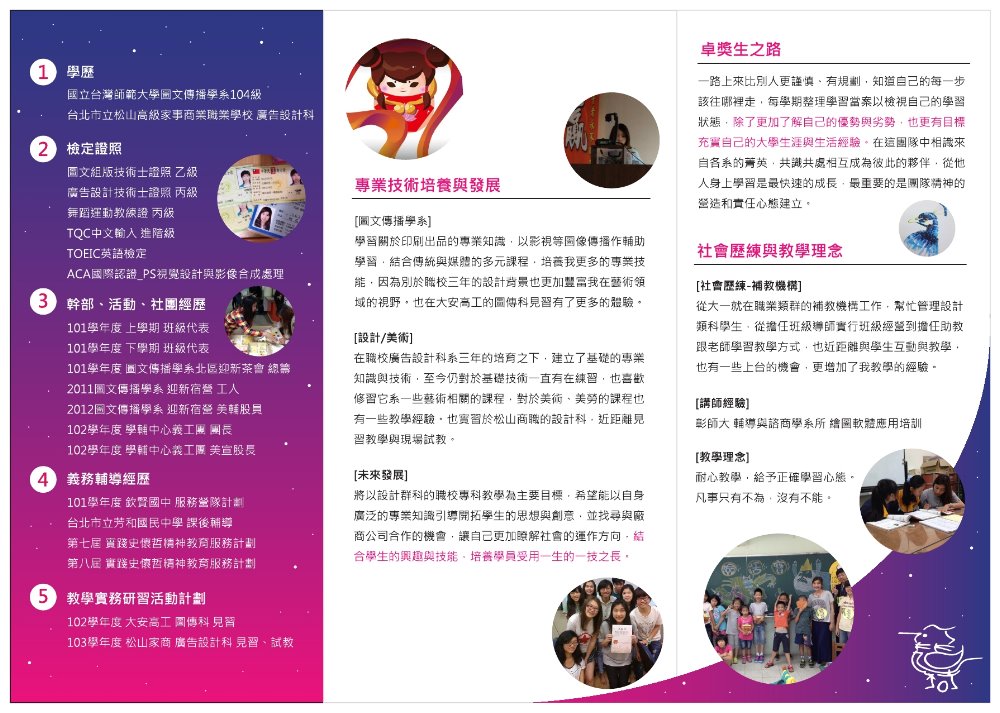 1 學歷
國立台灣師範大學圖文傳播學系104級
台北市立松山高級家事商業職業學校 廣告設計科
2 檢定證照
圖文組版技術士證照 乙級
廣告設計技術士證照 丙級
舞蹈運動教練證 丙級
TQC中文輸入 進階級
TOEIC英語檢定
ACA國際認證_PS視覺設計與影像合成處理
3 幹部、活動、社團經歷
101學年度 上學期 班級代表
101學年度 下學期 班級代表
101學年度 圖文傳播學系北區迎新茶會 總籌
2011圖文傳播學系 迎新宿營 工人
2012圖文傳播學系 迎新宿營 美輔股員
102學年度 學輔中心義工團 團長
102學年度 學輔中心義工團 美宣股長
4 義務輔導經歷
101學年度 欽賢國中 服務營隊計劃
台北市立芳和國民中學 課後輔導
第七屆 實踐史懷哲精神教育服務計劃
第八屆 實踐史懷哲精神教育服務計劃
5 教學實務研習活動計劃
102學年度 大安高工 圖傳科 見習
103學年度 松山家商 廣告設計科 見習、試教
專業技術培養與發展
[圖文傳播學系]
學習關於印刷出品的專業知識，以影視等圖像傳播作輔助
學習，結合傳統與媒體的多元課程，培養我更多的專業技
能，因為別於職校三年的設計背景也更加豐富我在藝術領
域的視野。也在大安高工的圖傳科見習有了更多的體驗。
[設計/美術]
在職校廣告設計科系三年的培育之下，建立了基礎的專業
知識與技術，至今仍對於基礎技術一直有在練習，也喜歡
修習它系一些藝術相關的課程，對於美術、美勞的課程也
有一些教學經驗。也實習於松山商職的設計科，近距離見
習教學與現場試教。
[未來發展]
將以設計群科的職校專科教學為主要目標，希望能以自身
廣泛的專業知識引導開拓學生的思想與創意，並找尋與廠
商公司合作的機會，讓自己更加瞭解社會的運作方向，結
合學生的興趣與技能，培養學員受用一生的一技之長。
卓獎生之路
一路上來比別人更謹慎、有規劃，知道自己的每一步
該往哪裡走，每學期整理學習當案以檢視自己的學習
狀態，除了更加了解自己的優勢與劣勢，也更有目標
充實自己的大學生涯與生活經驗。在這團隊中相識來
自各系的菁英，共識共處相互成為彼此的夥伴，從他
人身上學習是最快速的成長，最重要的是團隊精神的
營造和責任心態建立。
社會歷練與教學理念
[社會歷練-補教機構]
從大一就在職業類群的補教機構工作，幫忙管理設計
類科學生，從擔任班級導師實行班級經營到擔任助教
跟老師學習教學方式，也近距離與學生互動與教學，
也有一些上台的機會，更增加了我教學的經驗。
[講師經驗]
彰師大 輔導與諮商學系所 繪圖軟體應用培訓
[教學理念]
耐心教學，給予正確學習心態。
凡事只有不為，沒有不能。